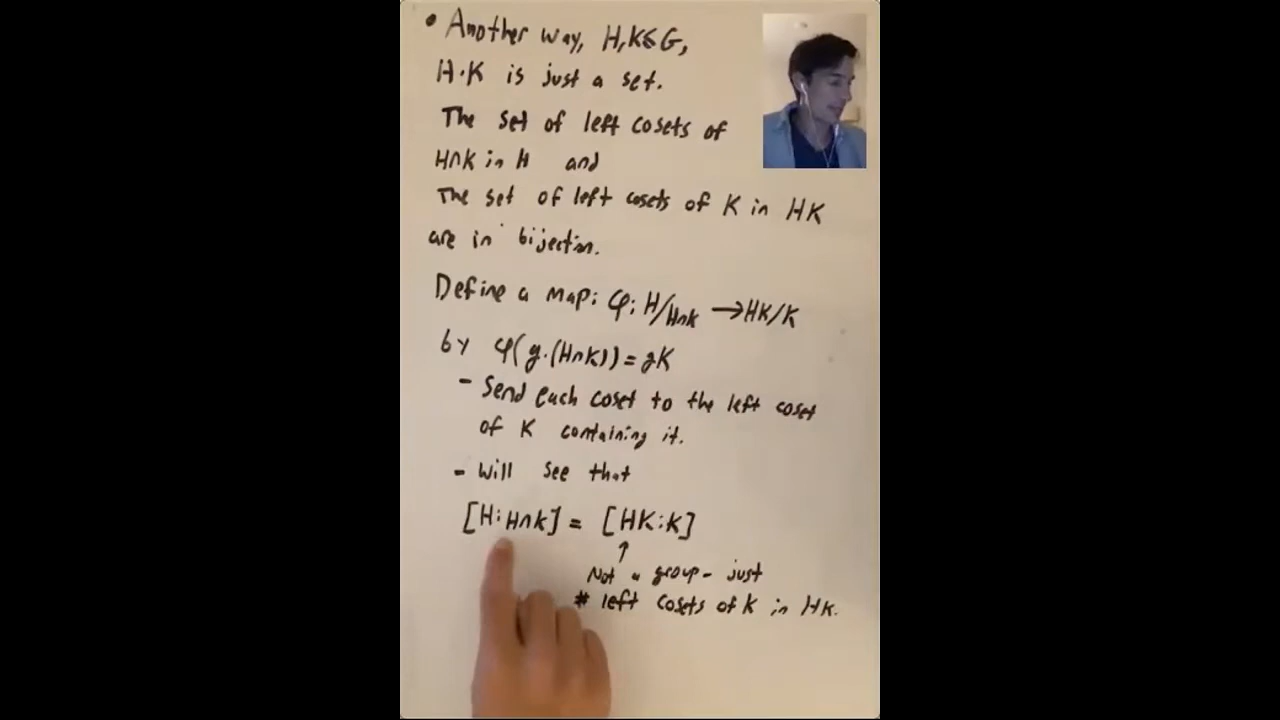 • Another way, H,K≤G,
H·K is just a set.
The set of left cosets of
H∩K in H and
The set of left cosets of K in HK
are in bijection.
Define a map: φ: H/H∩K → HK/K
by φ(g·(H∩K)) = gK
- Send each coset to the left coset
of K containing it.
- Will see that
[H:H∩K] = [HK:K]
↑
Not a group - just
# left cosets of K in HK.